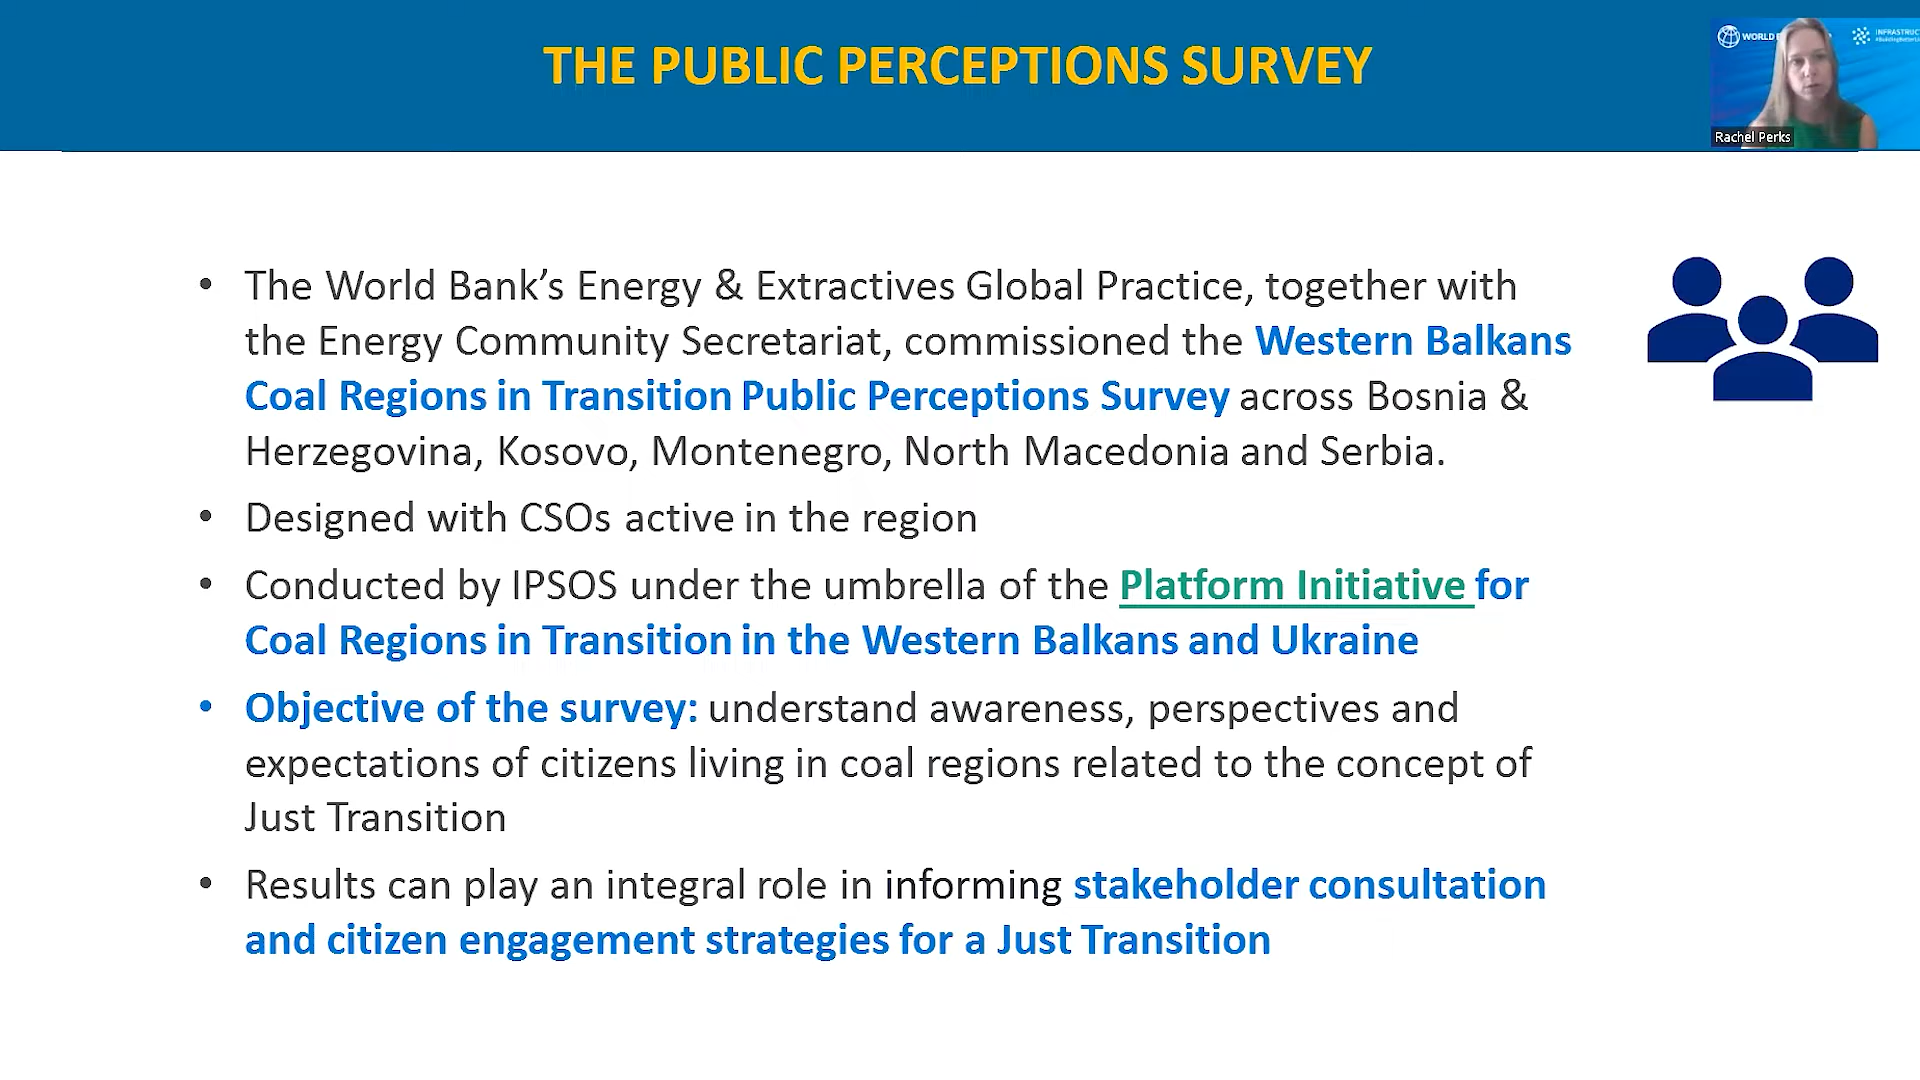 THE PUBLIC PERCEPTIONS SURVEY
WORLD
Rachel Perks
• The World Bank’s Energy & Extractives Global Practice, together with
the Energy Community Secretariat, commissioned the Western Balkans
Coal Regions in Transition Public Perceptions Survey across Bosnia &
Herzegovina, Kosovo, Montenegro, North Macedonia and Serbia.
• Designed with CSOs active in the region
• Conducted by IPSOS under the umbrella of the Platform Initiative for
Coal Regions in Transition in the Western Balkans and Ukraine
• Objective of the survey: understand awareness, perspectives and
expectations of citizens living in coal regions related to the concept of
Just Transition
• Results can play an integral role in informing stakeholder consultation
and citizen engagement strategies for a Just Transition